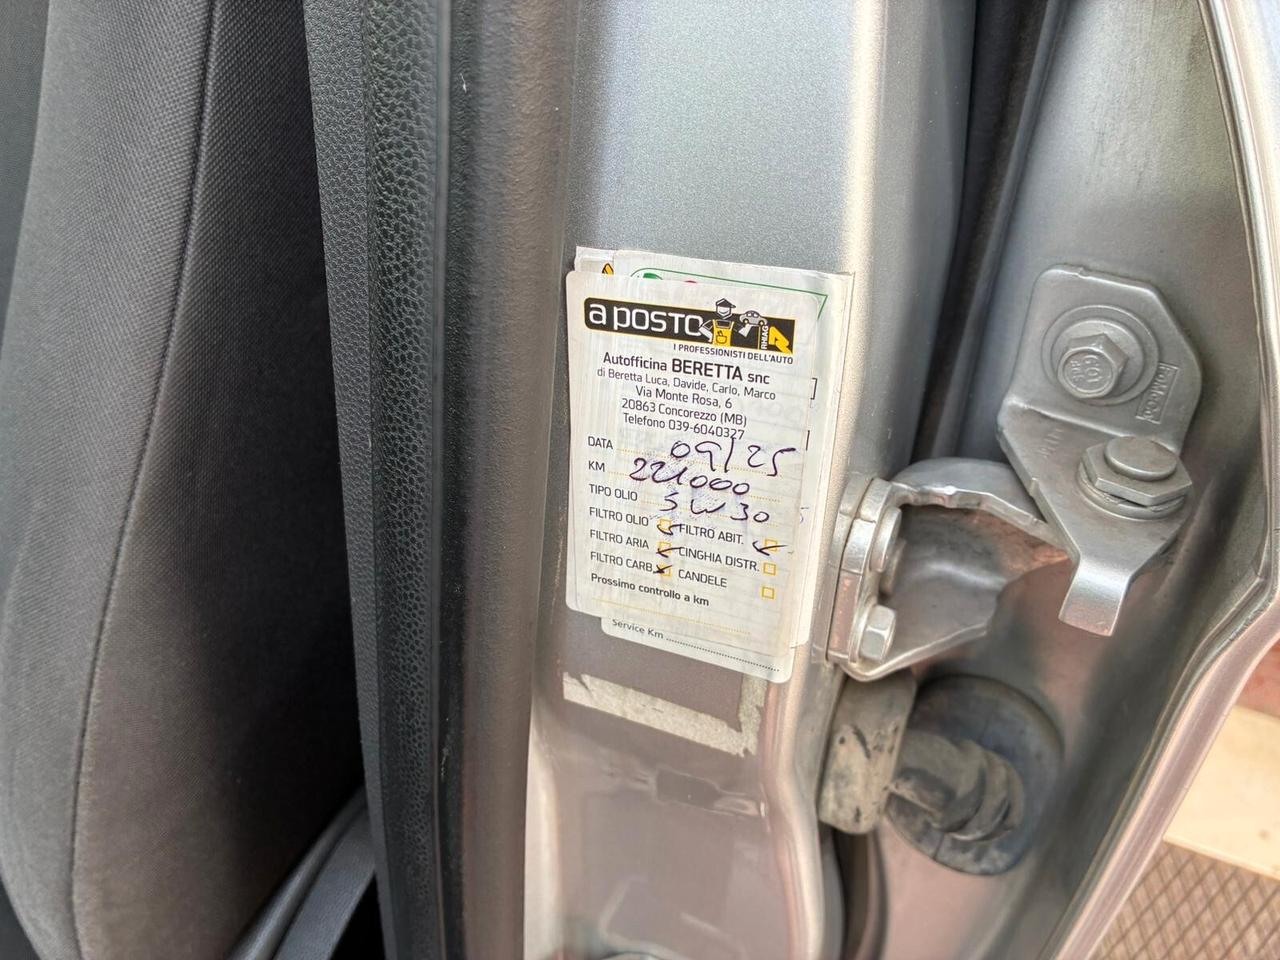 a POSTO
RHIAG
I PROFESSIONISTI DELL'AUTO
Autofficina BERETTA snc
di Beretta Luca, Davide, Carlo, Marco
Via Monte Rosa, 6
20863 Concorezzo (MB)
Telefono 039-6040327
DATA 09/25
KM 221000
TIPO OLIO 5W30
FILTRO OLIO FILTRO ABIT.
FILTRO ARIA CINGHIA DISTR.
FILTRO CARB. CANDELE
Prossimo controllo a km
Service Km